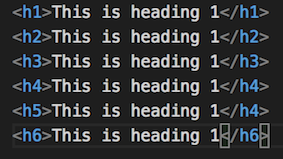 <h1>This is heading 1</h1>
<h2>This is heading 1</h2>
<h3>This is heading 1</h3>
<h4>This is heading 1</h4>
<h5>This is heading 1</h4>
<h6>This is heading 1</h6>